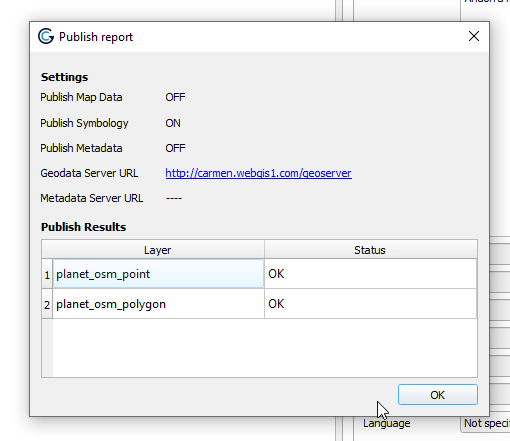 Andorra
Publish report
Settings
Publish Map Data OFF
Publish Symbology ON
Publish Metadata OFF
Geodata Server URL http://carmen.webgis1.com/geoserver
Metadata Server URL ----
Publish Results
Layer Status
1 planet_osm_point OK
2 planet_osm_polygon OK
OK
Language Not specif